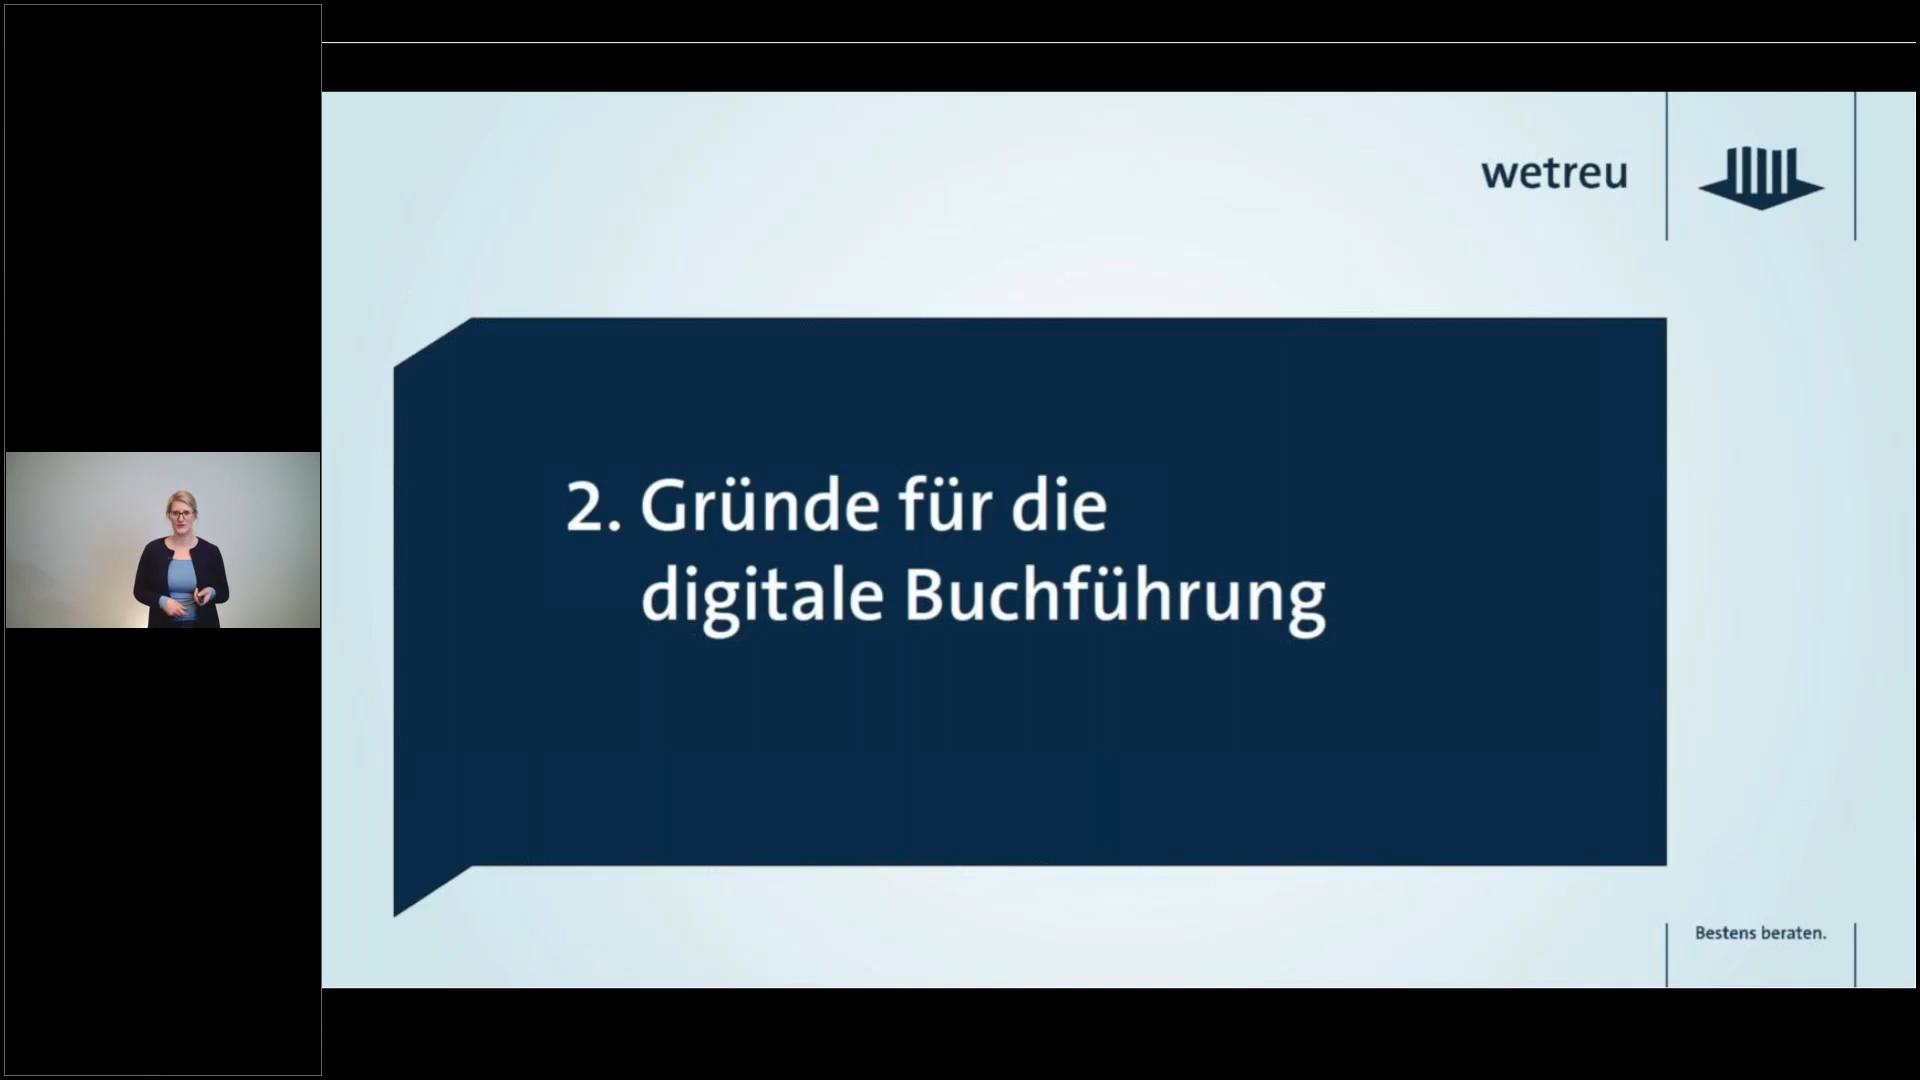 wetreu
2. Gründe für die
digitale Buchführung
Bestens beraten.